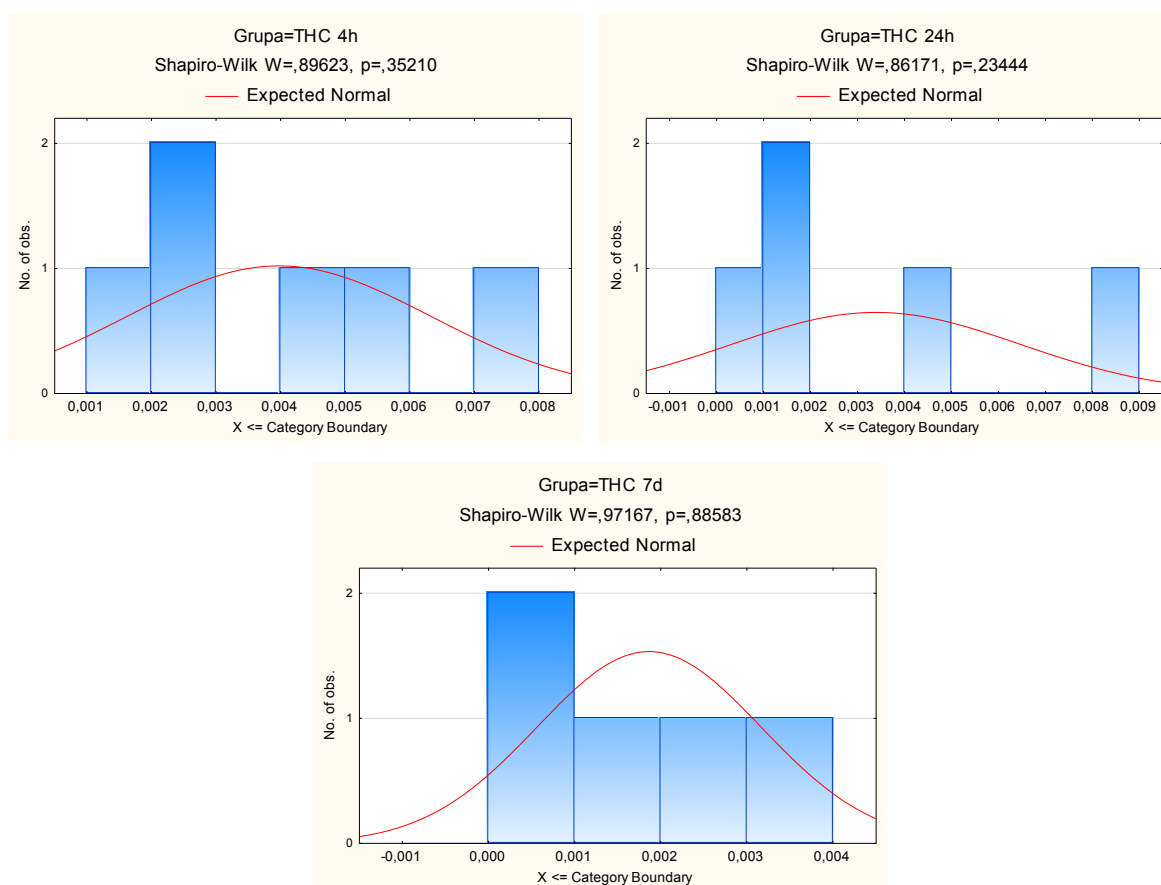 Grupa=THC 4h
Shapiro-Wilk W=,89623, p=,35210
Expected Normal
No. of obs.
2
1
0
0,001 0,002 0,003 0,004 0,005 0,006 0,007 0,008
X <= Category Boundary
Grupa=THC 24h
Shapiro-Wilk W=,86171, p=,23444
Expected Normal
No. of obs.
2
1
0
-0,001 0,000 0,001 0,002 0,003 0,004 0,005 0,006 0,007 0,008 0,009
X <= Category Boundary
Grupa=THC 7d
Shapiro-Wilk W=,97167, p=,88583
Expected Normal
No. of obs.
2
1
0
-0,001 0,000 0,001 0,002 0,003 0,004
X <= Category Boundary